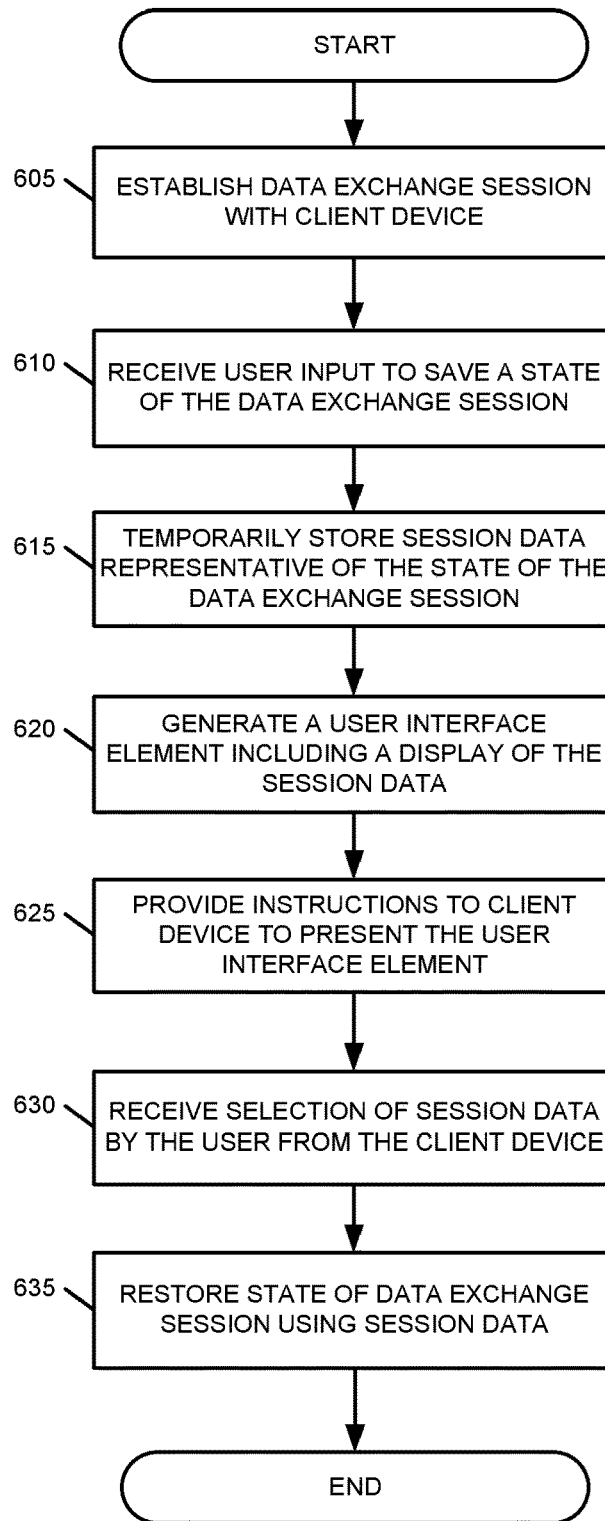 START
605
ESTABLISH DATA EXCHANGE SESSION
WITH CLIENT DEVICE
610
RECEIVE USER INPUT TO SAVE A STATE
OF THE DATA EXCHANGE SESSION
615
TEMPORARILY STORE SESSION DATA
REPRESENTATIVE OF THE STATE OF THE
DATA EXCHANGE SESSION
620
GENERATE A USER INTERFACE
ELEMENT INCLUDING A DISPLAY OF THE
SESSION DATA
625
PROVIDE INSTRUCTIONS TO CLIENT
DEVICE TO PRESENT THE USER
INTERFACE ELEMENT
630
RECEIVE SELECTION OF SESSION DATA
BY THE USER FROM THE CLIENT DEVICE
635
RESTORE STATE OF DATA EXCHANGE
SESSION USING SESSION DATA
END